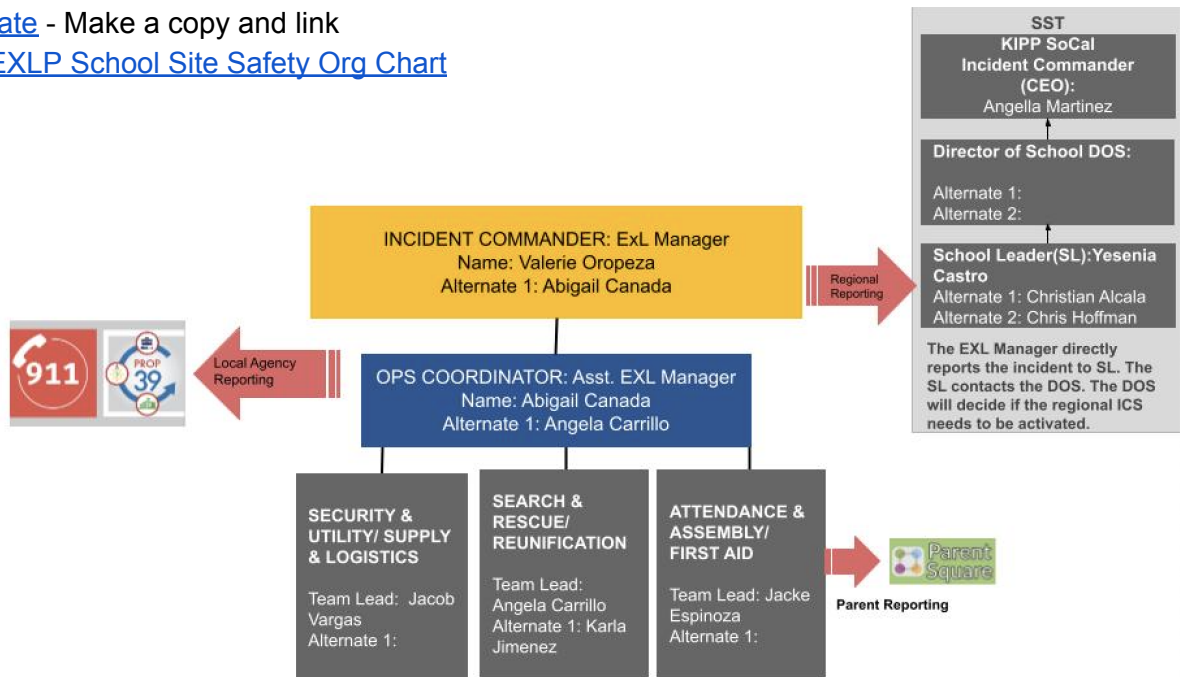 ate - Make a copy and link
EXLP School Site Safety Org Chart
SST
KIPP SoCal
Incident Commander
(CEO):
Angella Martinez
Director of School DOS:
Alternate 1:
Alternate 2:
School Leader(SL):Yesenia
Castro
Alternate 1: Christian Alcala
Alternate 2: Chris Hoffman
The EXL Manager directly
reports the incident to SL. The
SL contacts the DOS. The DOS
will decide if the regional ICS
needs to be activated.
INCIDENT COMMANDER: ExL Manager
Name: Valerie Oropeza
Alternate 1: Abigail Canada
Regional
Reporting
911
PROP
39
Local Agency
Reporting
OPS COORDINATOR: Asst. EXL Manager
Name: Abigail Canada
Alternate 1: Angela Carrillo
SECURITY &
UTILITY/ SUPPLY
& LOGISTICS
Team Lead: Jacob
Vargas
Alternate 1:
SEARCH &
RESCUE/
REUNIFICATION
Team Lead:
Angela Carrillo
Alternate 1: Karla
Jimenez
ATTENDANCE &
ASSEMBLY/
FIRST AID
Team Lead: Jacke
Espinoza
Alternate 1:
Parent
Square
Parent Reporting